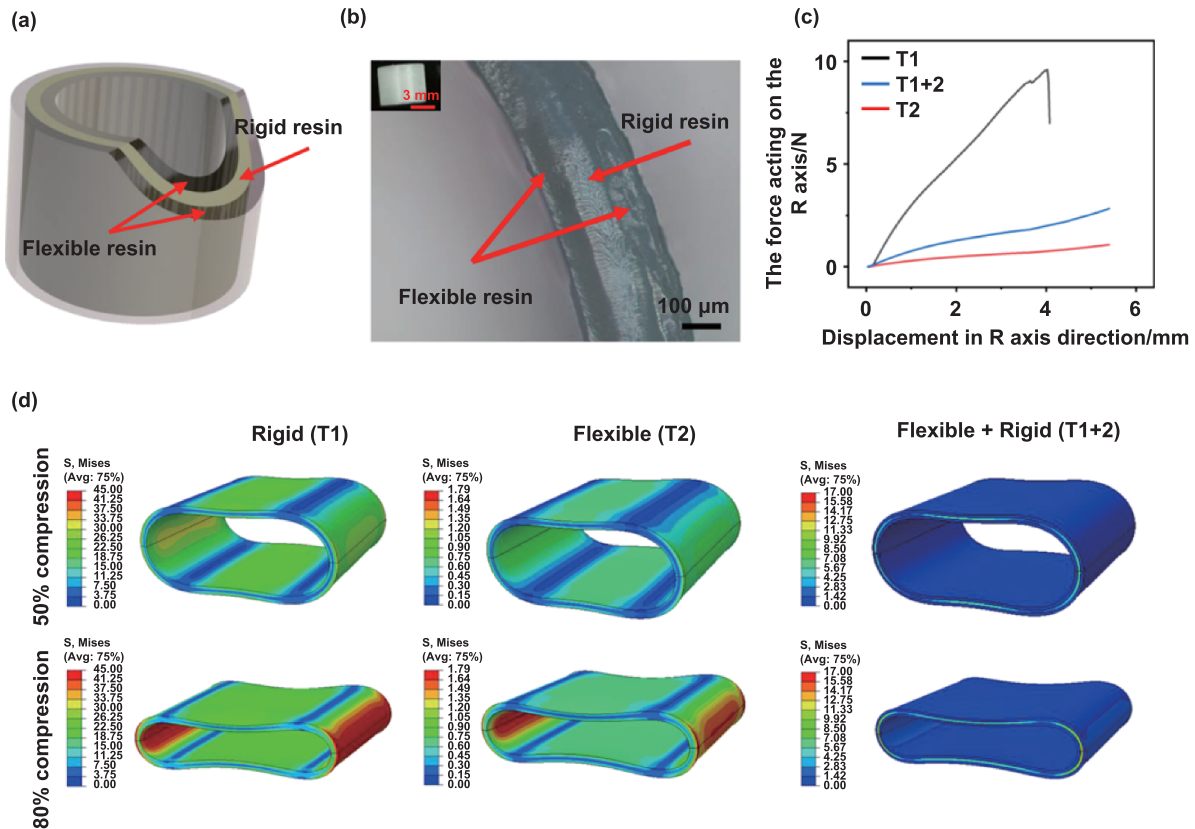 (a)
Rigid resin
Flexible resin
(b)
3 mm
Rigid resin
Flexible resin
100 µm
(c)
The force acting on the
R axis/N
10
5
0
T1
T1+2
T2
0
2
4
6
Displacement in R axis direction/mm
(d)
Rigid (T1)
Flexible (T2)
Flexible + Rigid (T1+2)
50% compression
S, Mises
(Avg: 75%)
45.00
41.25
37.50
33.75
30.00
26.25
22.50
18.75
15.00
11.25
7.50
3.75
0.00
S, Mises
(Avg: 75%)
1.79
1.64
1.49
1.35
1.20
1.05
0.90
0.75
0.60
0.45
0.30
0.15
0.00
S, Mises
(Avg: 75%)
17.00
15.58
14.17
12.75
11.33
9.92
8.50
7.08
5.67
4.25
2.83
1.42
0.00
80% compression
S, Mises
(Avg: 75%)
45.00
41.25
37.50
33.75
30.00
26.25
22.50
18.75
15.00
11.25
7.50
3.75
0.00
S, Mises
(Avg: 75%)
1.79
1.64
1.49
1.35
1.20
1.05
0.90
0.75
0.60
0.45
0.30
0.15
0.00
S, Mises
(Avg: 75%)
17.00
15.58
14.17
12.75
11.33
9.92
8.50
7.08
5.67
4.25
2.83
1.42
0.00